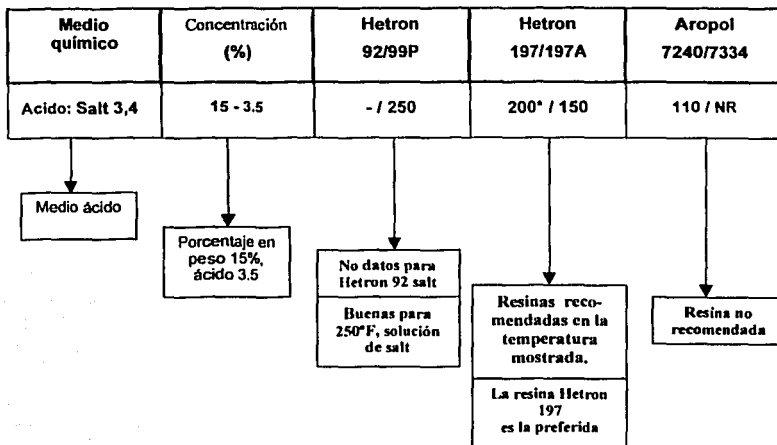 Medio químico
Concentración (%)
Hetron 92/99P
Hetron 197/197A
Aropol 7240/7334
Acido: Salt 3,4
15 - 3.5
- / 250
200* / 150
110 / NR
Medio ácido
Porcentaje en
peso 15%,
ácido 3.5
No datos para
Hetron 92 salt
Buenas para
250°F, solución
de salt
Resinas reco-
mendadas en la
temperatura
mostrada.
La resina Hetron
197
es la preferida
Resina no
recomendada